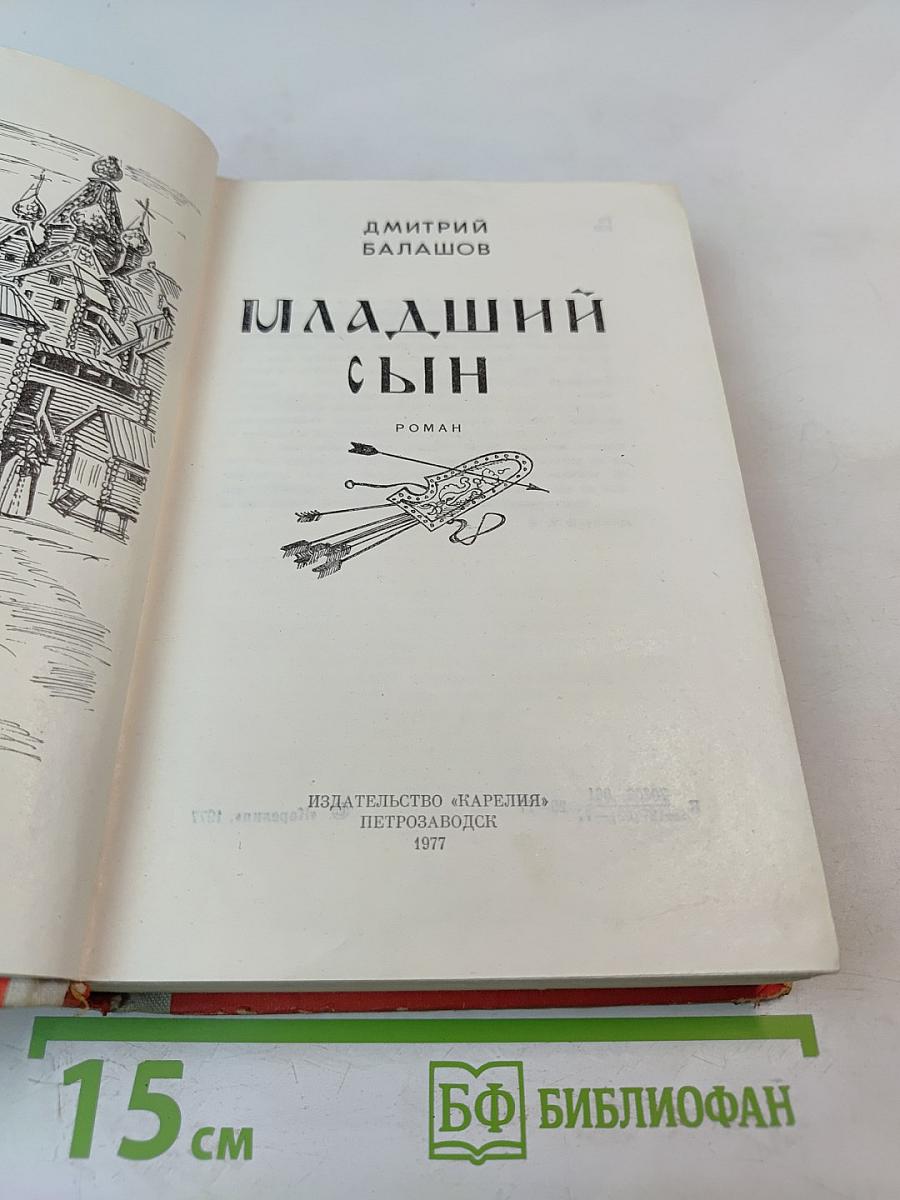 ДМИТРИЙ
БАЛАШОВ
МЛАДШИЙ
СЫН
РОМАН
ИЗДАТЕЛЬСТВО «КАРЕЛИЯ»
ПЕТРОЗАВОДСК
1977
15 см
БФ БИБЛИОФАН